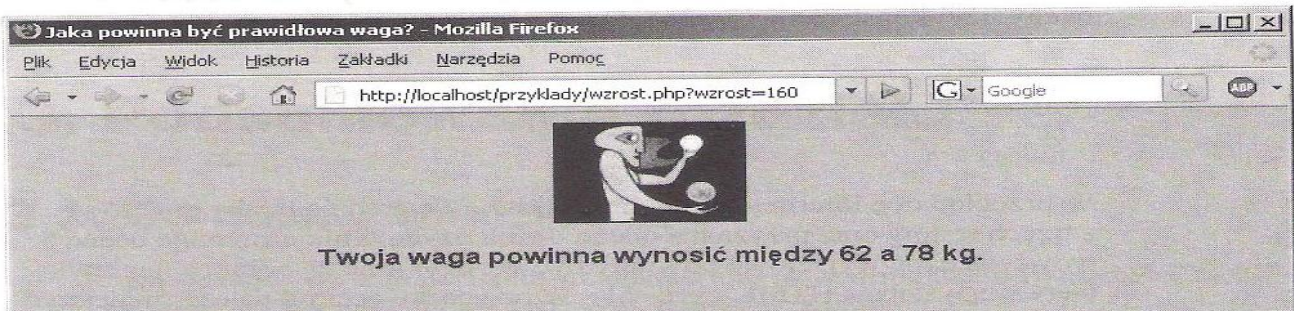 Jaka powinna być prawidłowa waga? - Mozilla Firefox
Plik Edycja Widok Historia Zakładki Narzędzia Pomoc
http://localhost/przyklady/wzrost.php?wzrost=160 G Google ABP
Twoja waga powinna wynosić między 62 a 78 kg.